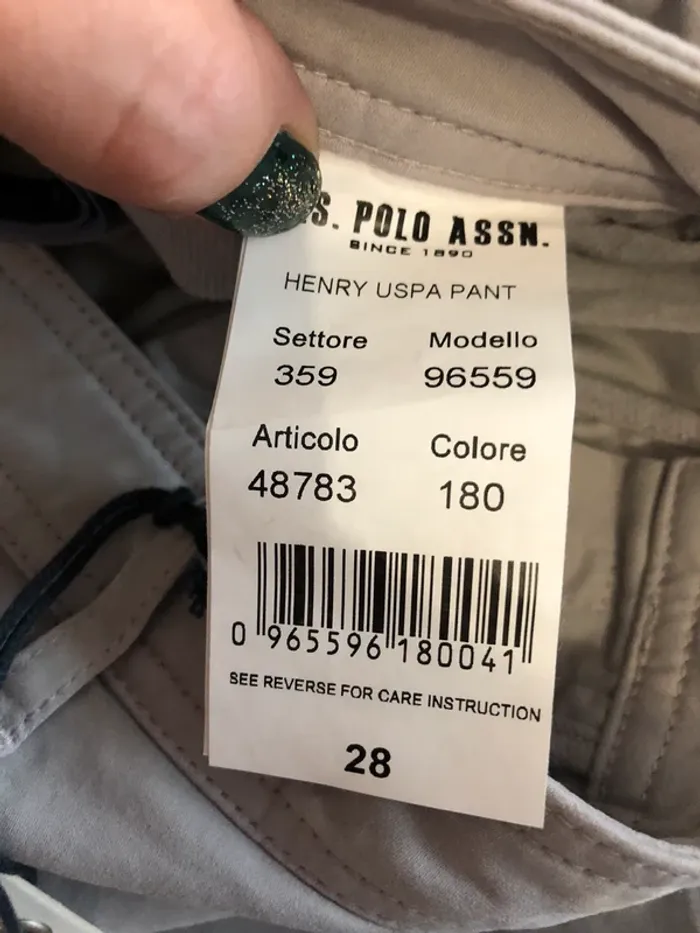 S. POLO ASSN.
SINCE 1890
HENRY USPA PANT
Settore Modello
359 96559
Articolo Colore
48783 180
0 965596 180041
SEE REVERSE FOR CARE INSTRUCTION
28